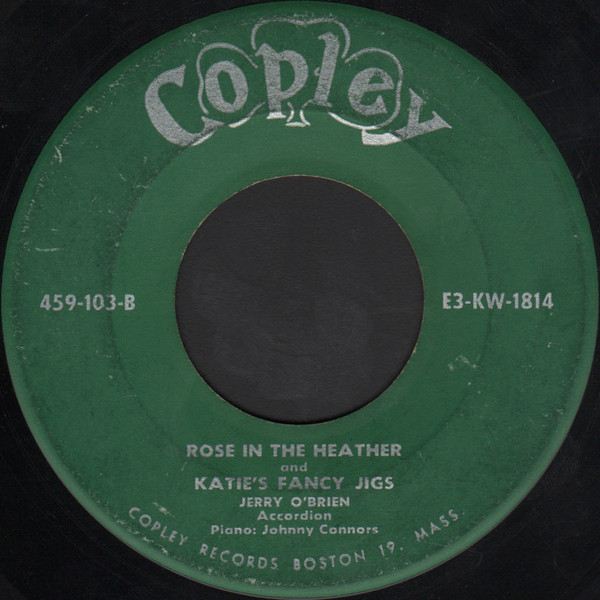 Copley
459-103-B
E3-KW-1814
ROSE IN THE HEATHER
and
KATIE'S FANCY JIGS
JERRY O'BRIEN
Accordion
Piano: Johnny Connors
COPLEY RECORDS BOSTON 19, MASS.